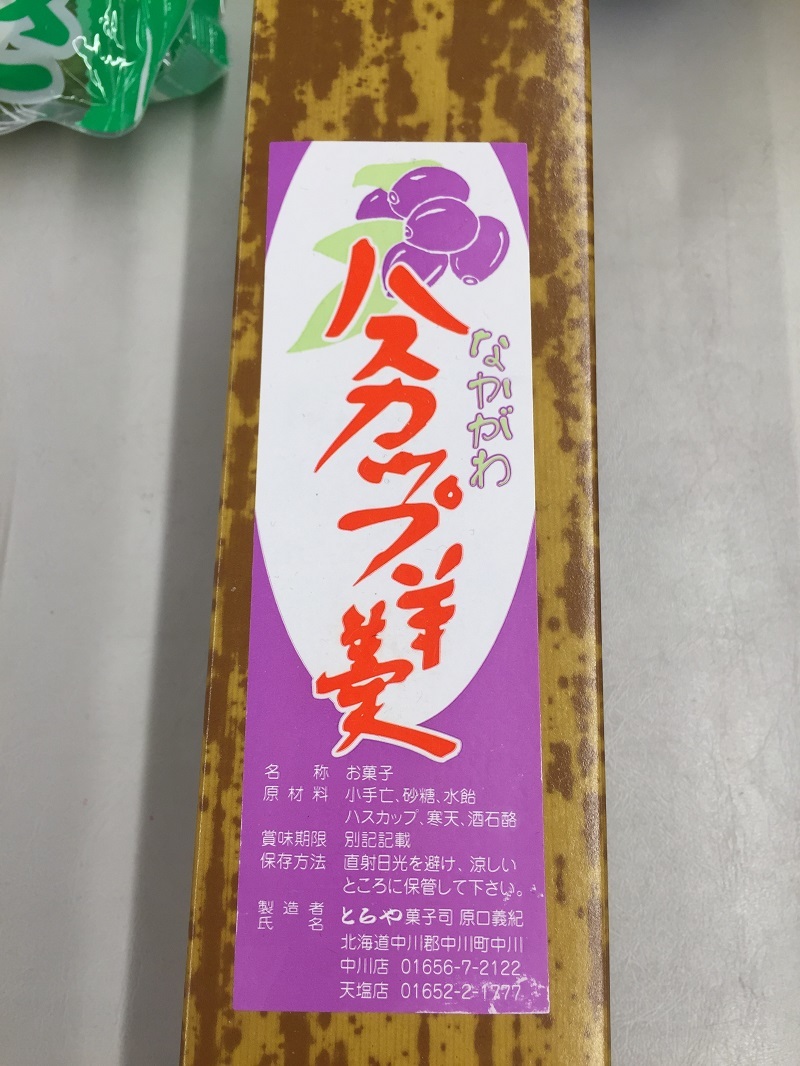 ハスカップ羊羹
なかがわ
名称 お菓子
原材料 小手亡、砂糖、水飴
ハスカップ、寒天、酒石酪
賞味期限 別記記載
保存方法 直射日光を避け、涼しい
ところに保管して下さい。
製造者氏名 とらや菓子司 原口義紀
北海道中川郡中川町中川
中川店 01656-7-2122
天塩店 01652-2-1777